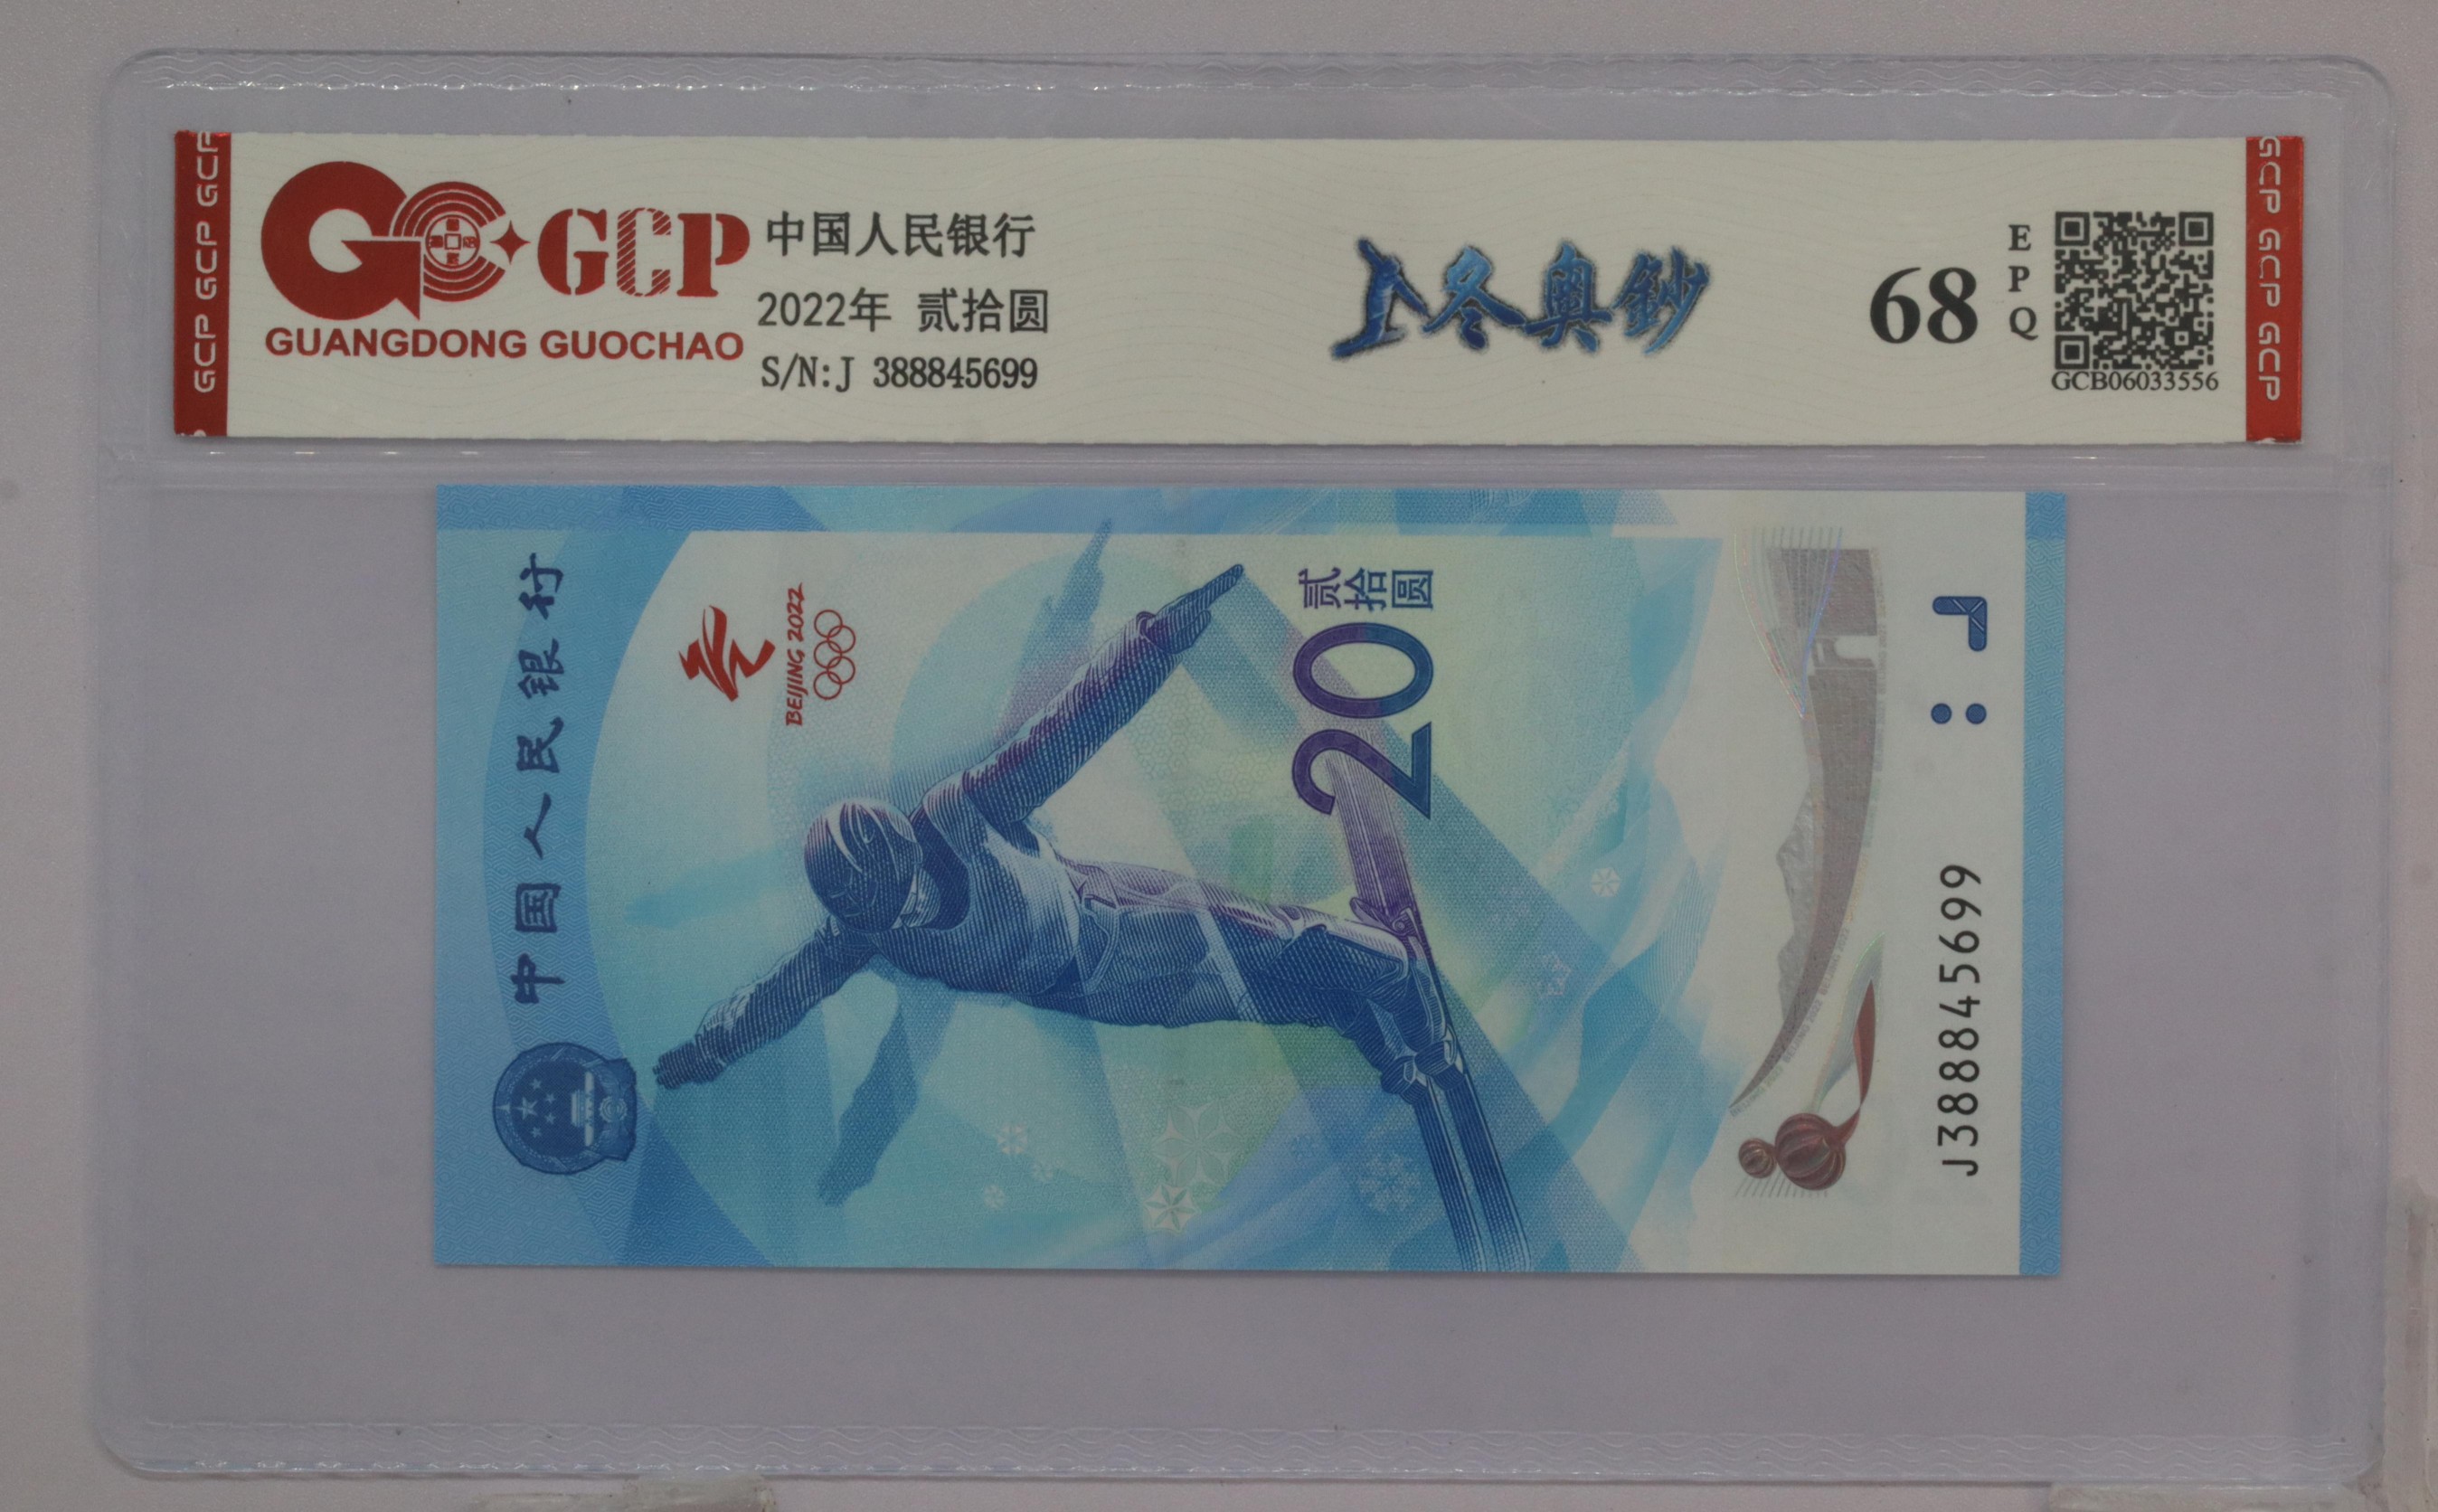 GCP GCP GCP
GCP
GUANGDONG GUOCHAO
中国人民银行
2022年 贰拾圆
S/N:J 388845699
冬奥鈔
68
EPQ
GCB06033556
GCP GCP GCP
中国人民银行
BEIJING 2022
贰拾圆
20
J388845699